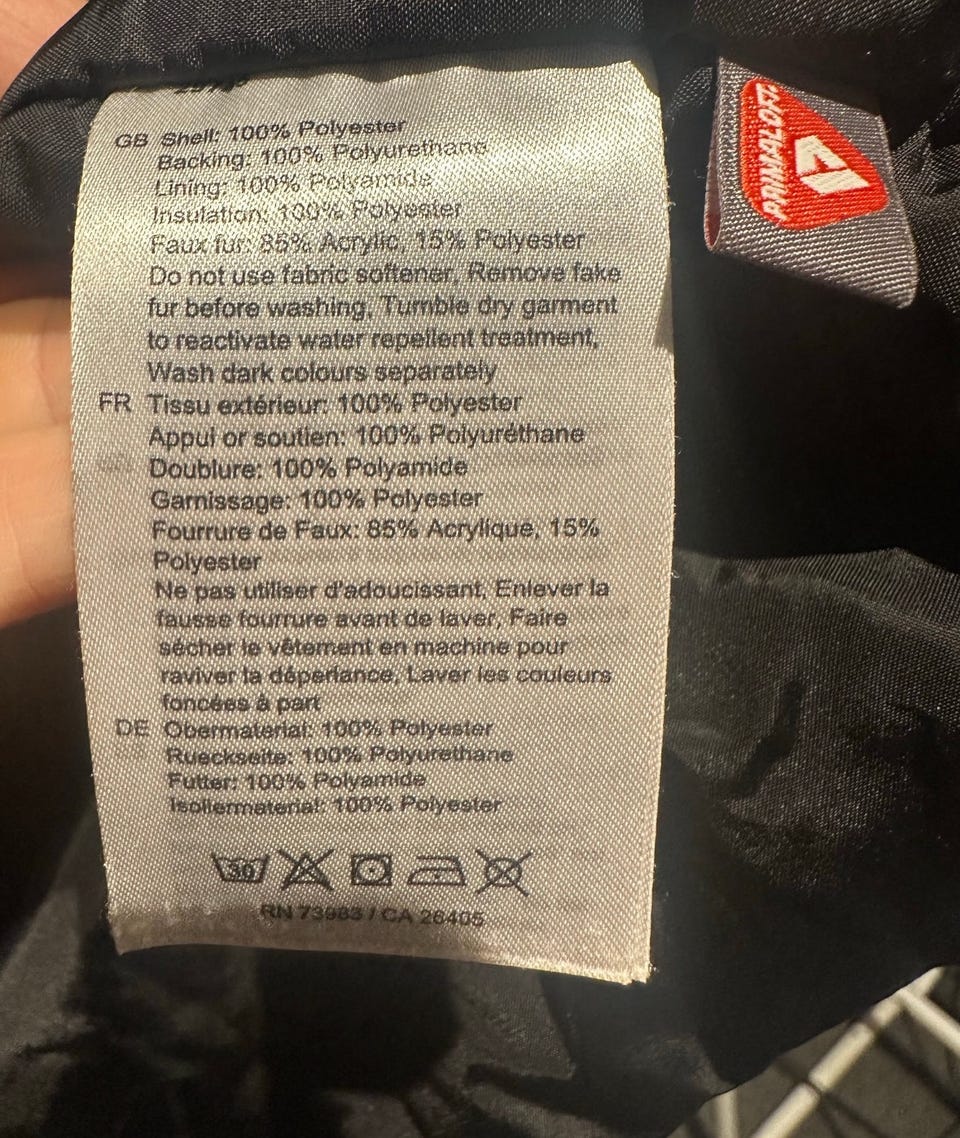 GB Shell: 100% Polyester
Backing: 100% Polyurethane
Lining: 100% Polyamide
Insulation: 100% Polyester
Faux fur: 85% Acrylic, 15% Polyester
Do not use fabric softener, Remove fake
fur before washing, Tumble dry garment
to reactivate water repellent treatment,
Wash dark colours separately
FR Tissu extérieur: 100% Polyester
Appui or soutien: 100% Polyuréthane
Doublure: 100% Polyamide
Garnissage: 100% Polyester
Fourrure de Faux: 85% Acrylique, 15%
Polyester
Ne pas utiliser d'adoucissant, Enlever la
fausse fourrure avant de laver, Faire
sécher le vêtement en machine pour
raviver la déperlance, Laver les couleurs
foncées à part
DE Obermaterial: 100% Polyester
Rueckseite: 100% Polyurethane
Futter: 100% Polyamide
Isoliermaterial: 100% Polyester
30
RN 73983 / CA 26405
PRIMALOFT